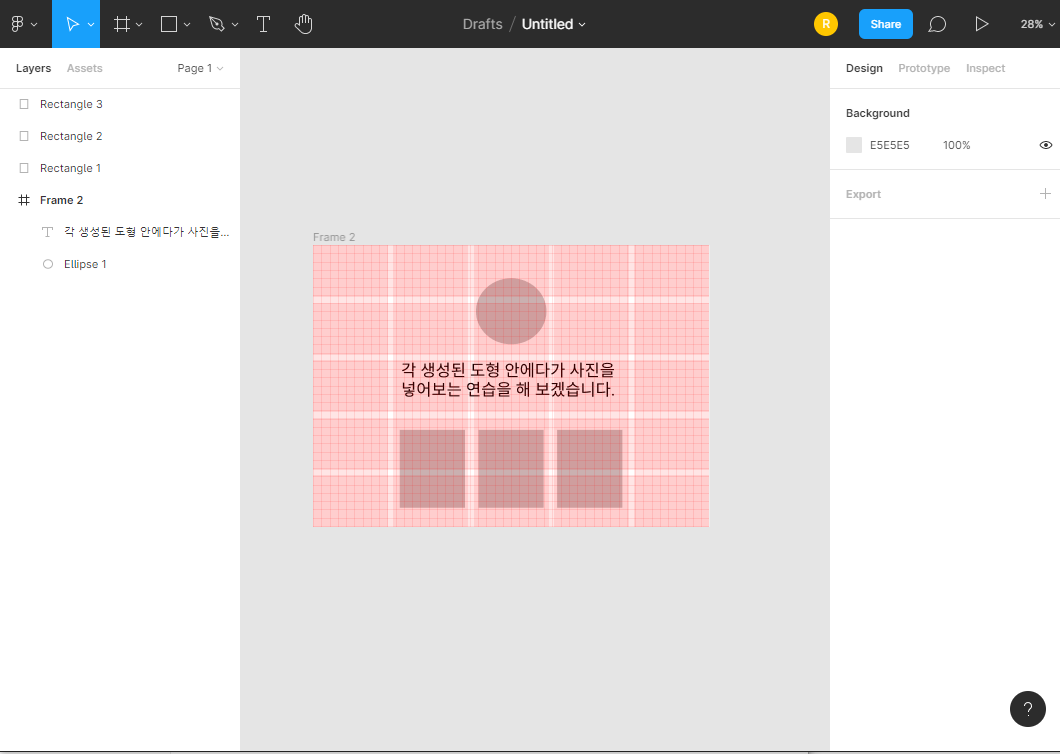 Drafts / Untitled
R
Share
28%
Layers Assets Page 1
Rectangle 3
Rectangle 2
Rectangle 1
Frame 2
각 생성된 도형 안에다가 사진을...
Ellipse 1
Frame 2
각 생성된 도형 안에다가 사진을
넣어보는 연습을 해 보겠습니다.
Design Prototype Inspect
Background
E5E5E5 100%
Export
?